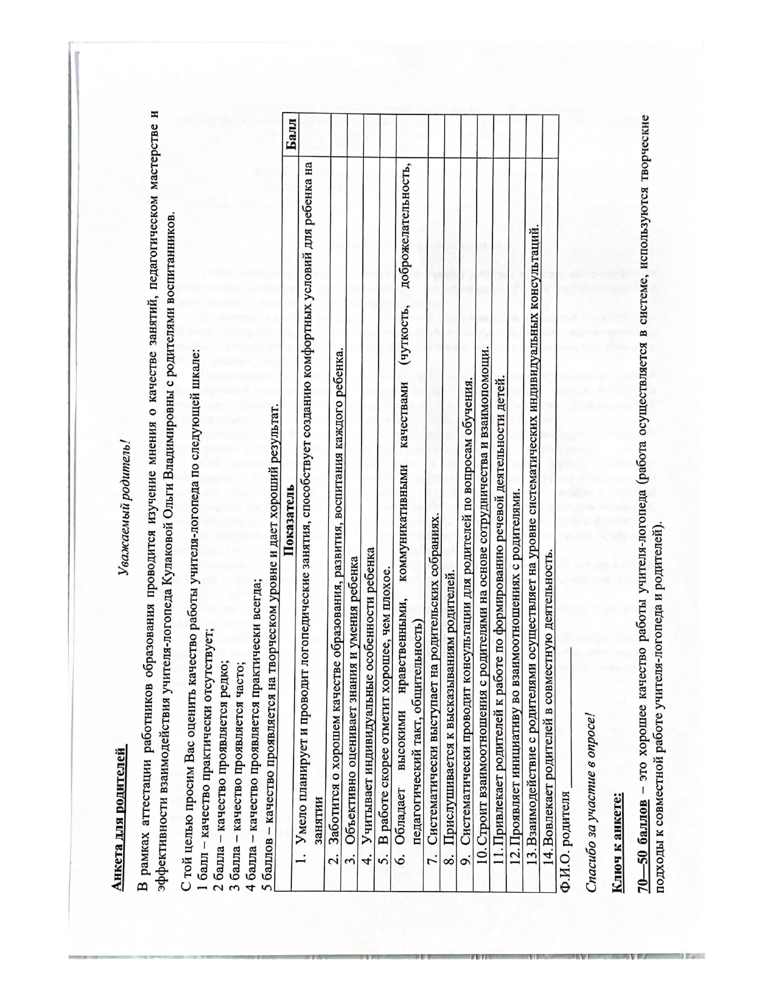 Анкета для родителей
Уважаемый родитель!
В рамках аттестации работников образования проводится изучение мнения о качестве занятий, педагогическом мастерстве и
эффективности взаимодействия учителя-логопеда Кулаковой Ольги Владимировны с родителями воспитанников.
С той целью просим Вас оценить качество работы учителя-логопеда по следующей шкале:
1 балл – качество практически отсутствует;
2 балла – качество проявляется редко;
3 балла – качество проявляется часто;
4 балла – качество проявляется практически всегда;
5 баллов – качество проявляется на творческом уровне и дает хороший результат.
Показатель Балл
1. Умело планирует и проводит логопедические занятия, способствует созданию комфортных условий для ребенка на
занятии
2. Заботится о хорошем качестве образования, развития, воспитания каждого ребенка.
3. Объективно оценивает знания и умения ребенка
4. Учитывает индивидуальные особенности ребенка
5. В работе скорее отметит хорошее, чем плохое.
6. Обладает высокими нравственными, коммуникативными качествами (чуткость, доброжелательность,
педагогический такт, общительность)
7. Систематически выступает на родительских собраниях.
8. Прислушивается к высказываниям родителей.
9. Систематически проводит консультации для родителей по вопросам обучения.
10. Строит взаимоотношения с родителями на основе сотрудничества и взаимопомощи.
11. Привлекает родителей к работе по формированию речевой деятельности детей.
12. Проявляет инициативу во взаимоотношениях с родителями.
13. Взаимодействие с родителями осуществляет на уровне систематических индивидуальных консультаций.
14. Вовлекает родителей в совместную деятельность.
Ф.И.О. родителя ____________________
Спасибо за участие в опросе!
Ключ к анкете:
70—50 баллов – это хорошее качество работы учителя-логопеда (работа осуществляется в системе, используются творческие
подходы к совместной работе учителя-логопеда и родителей).